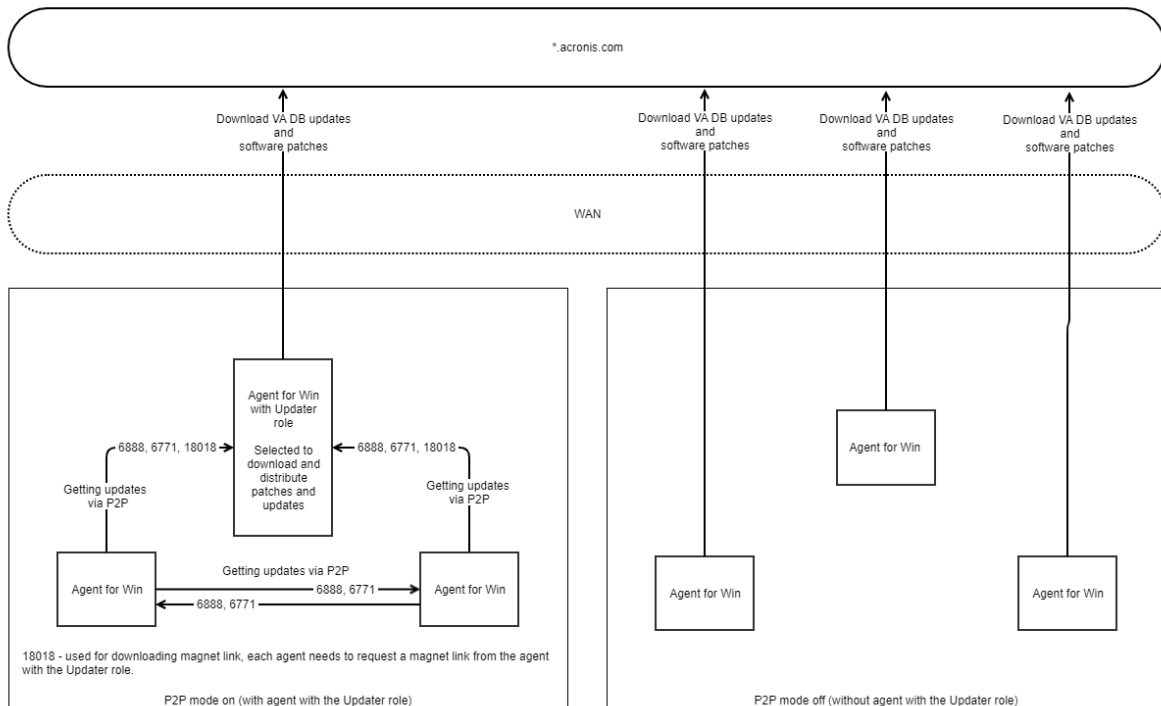 *.acronis.com
Download VA DB updates
and
software patches
Download VA DB updates
and
software patches
Download VA DB updates
and
software patches
Download VA DB updates
and
software patches
WAN
Agent for Win
with Updater
role
Selected to
download and
distribute
patches and
updates
6888, 6771, 18018
6888, 6771, 18018
Getting updates
via P2P
Getting updates
via P2P
Agent for Win
Getting updates via P2P
6888, 6771
6888, 6771
Agent for Win
18018 - used for downloading magnet link, each agent needs to request a magnet link from the agent
with the Updater role.
P2P mode on (with agent with the Updater role)
Agent for Win
Agent for Win
Agent for Win
P2P mode off (without agent with the Updater role)